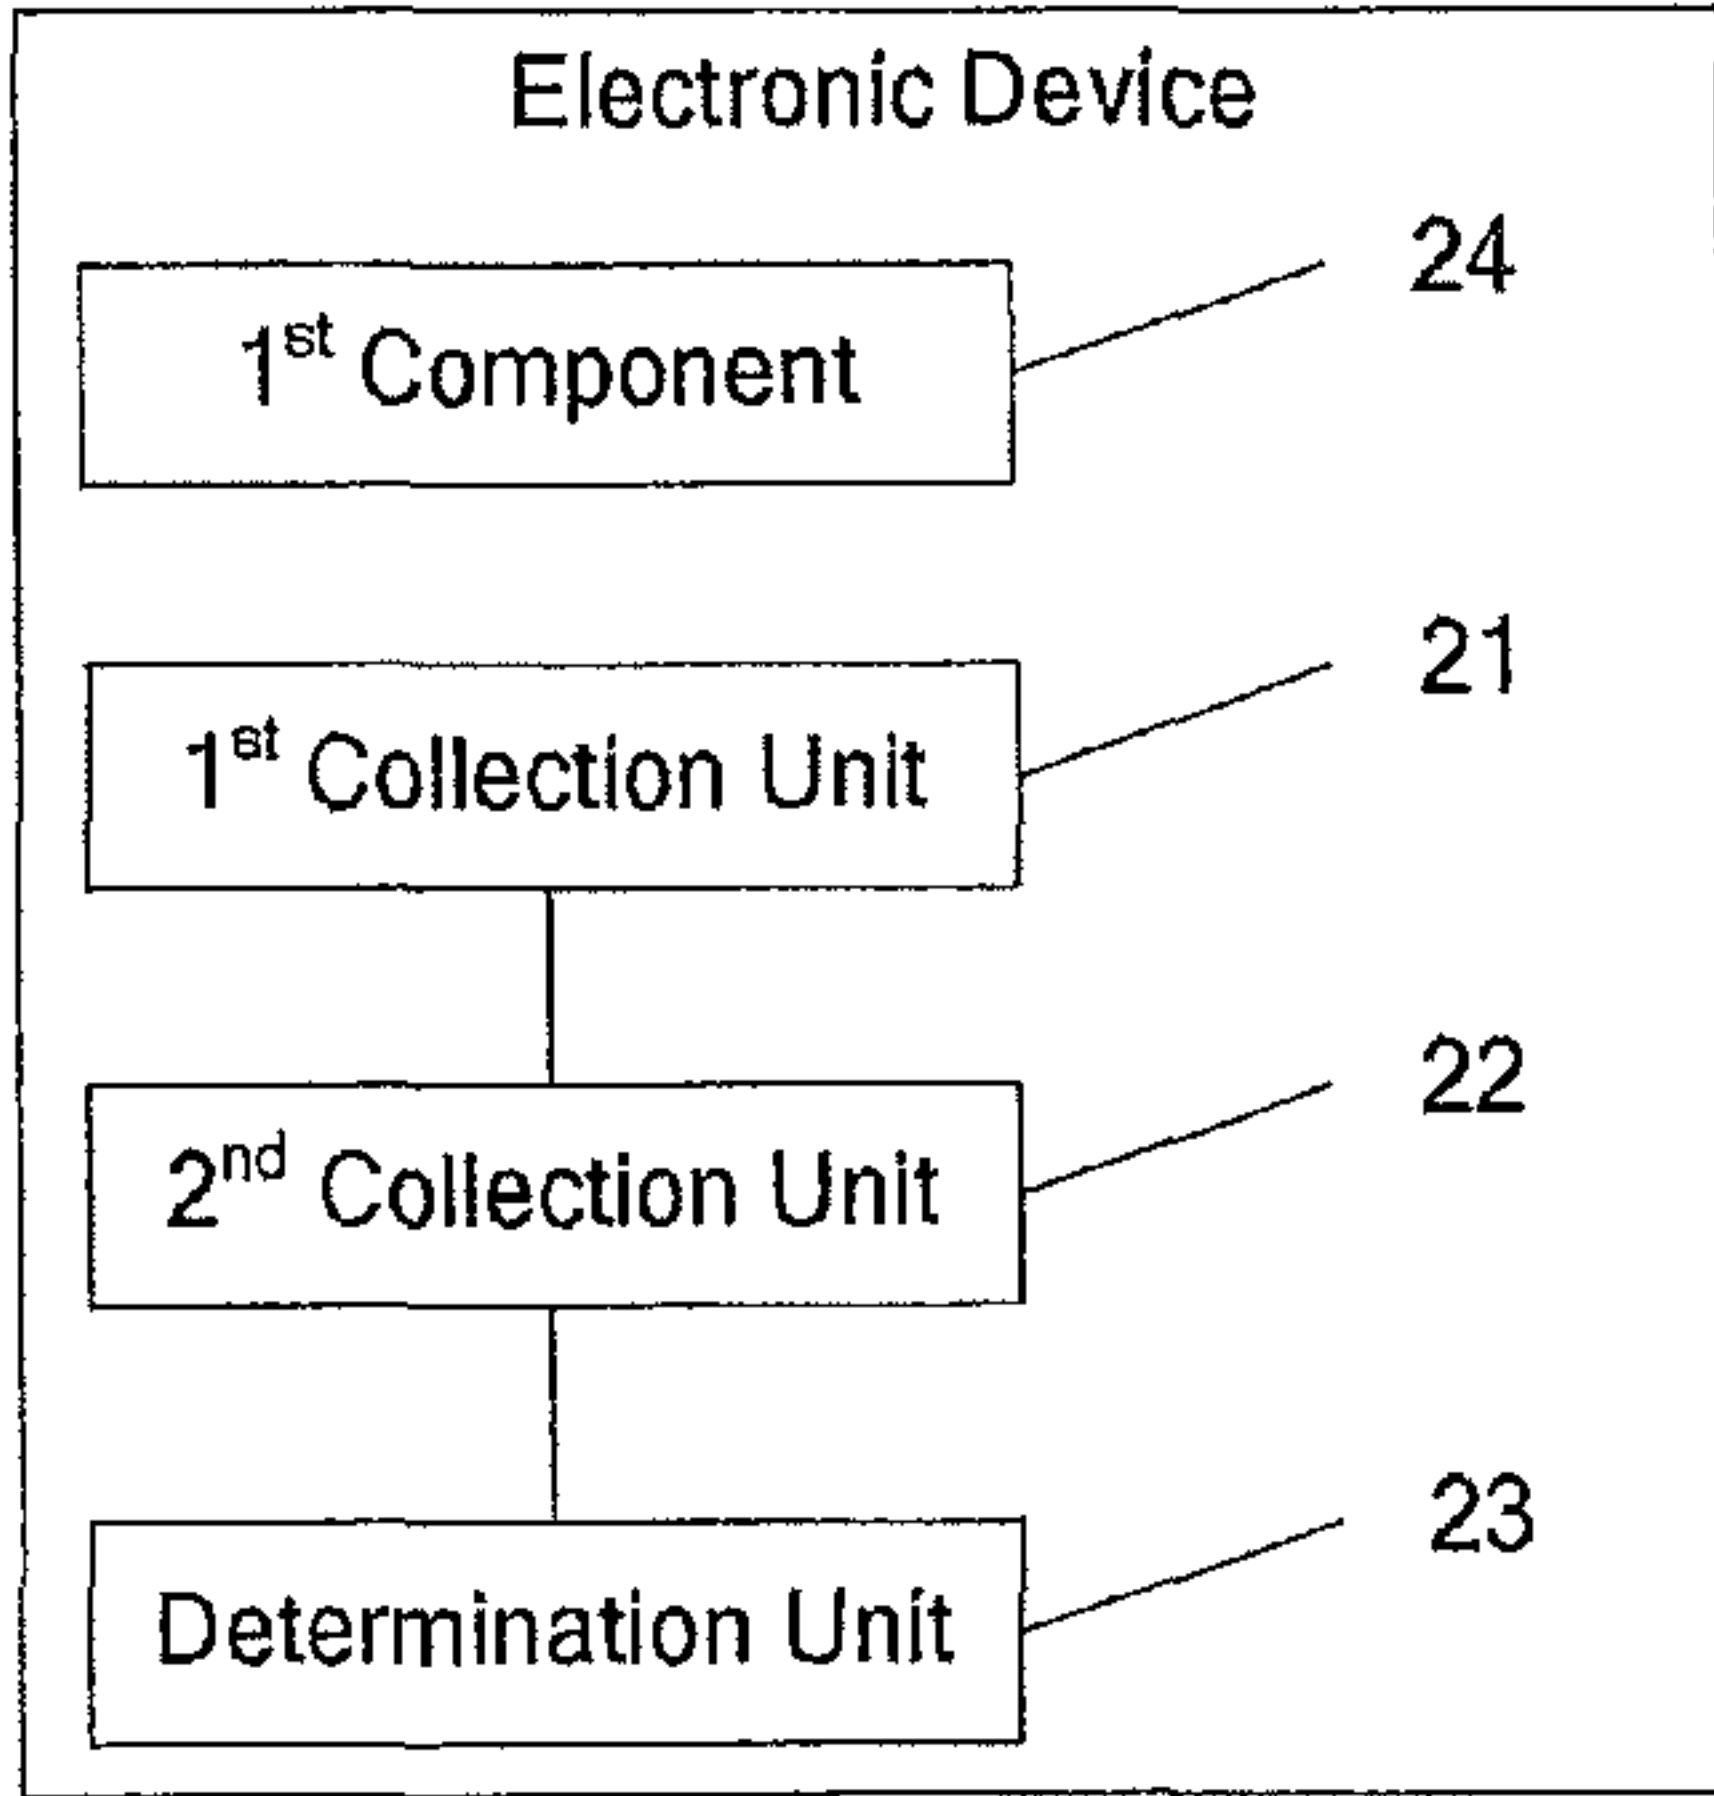 Electronic Device
24
1st Component
21
1st Collection Unit
22
2nd Collection Unit
23
Determination Unit